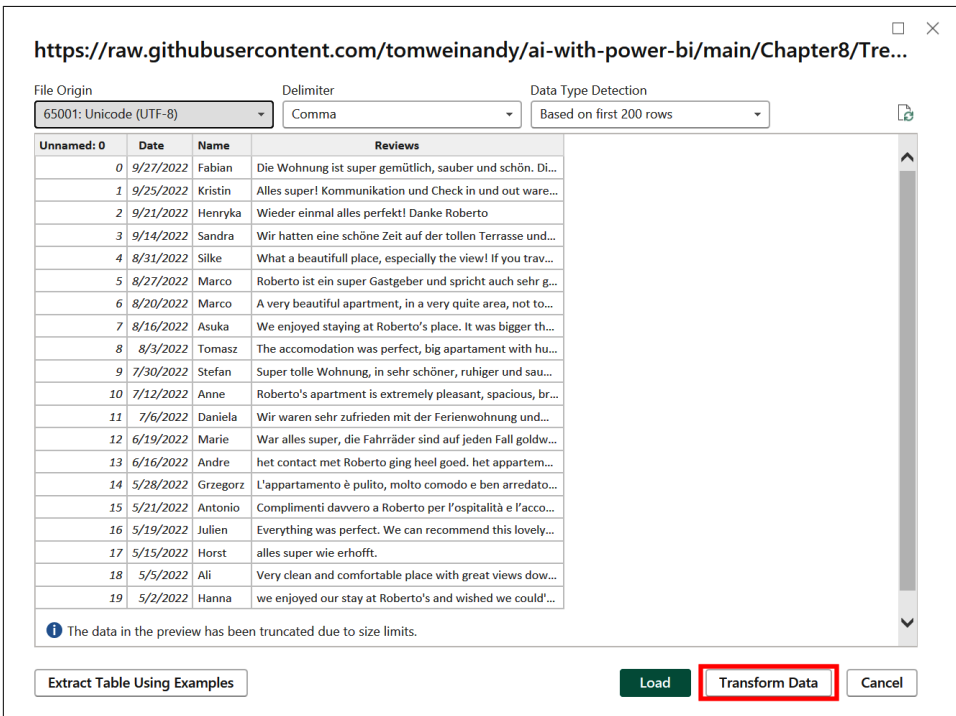 https://raw.githubusercontent.com/tomweinandy/ai-with-power-bi/main/Chapter8/Tre...
File Origin Delimiter Data Type Detection
65001: Unicode (UTF-8) Comma Based on first 200 rows
Unnamed: 0 Date Name Reviews
0 9/27/2022 Fabian Die Wohnung ist super gemütlich, sauber und schön. Di...
1 9/25/2022 Kristin Alles super! Kommunikation und Check in und out ware...
2 9/21/2022 Henryka Wieder einmal alles perfekt! Danke Roberto
3 9/14/2022 Sandra Wir hatten eine schöne Zeit auf der tollen Terrasse und...
4 8/31/2022 Silke What a beautifull place, especially the view! If you trav...
5 8/27/2022 Marco Roberto ist ein super Gastgeber und spricht auch sehr g...
6 8/20/2022 Marco A very beautiful apartment, in a very quite area, not to...
7 8/16/2022 Asuka We enjoyed staying at Roberto’s place. It was bigger th...
8 8/3/2022 Tomasz The accomodation was perfect, big apartament with hu...
9 7/30/2022 Stefan Super tolle Wohnung, in sehr schöner, ruhiger und sau...
10 7/12/2022 Anne Roberto's apartment is extremely pleasant, spacious, br...
11 7/6/2022 Daniela Wir waren sehr zufrieden mit der Ferienwohnung und...
12 6/19/2022 Marie War alles super, die Fahrräder sind auf jeden Fall goldw...
13 6/16/2022 Andre het contact met Roberto ging heel goed. het appartem...
14 5/28/2022 Grzegorz L'appartamento è pulito, molto comodo e ben arredato...
15 5/21/2022 Antonio Complimenti davvero a Roberto per l’ospitalità e l’acco...
16 5/19/2022 Julien Everything was perfect. We can recommend this lovely...
17 5/15/2022 Horst alles super wie erhofft.
18 5/5/2022 Ali Very clean and comfortable place with great views dow...
19 5/2/2022 Hanna we enjoyed our stay at Roberto's and wished we could'...
The data in the preview has been truncated due to size limits.
Extract Table Using Examples Load Transform Data Cancel